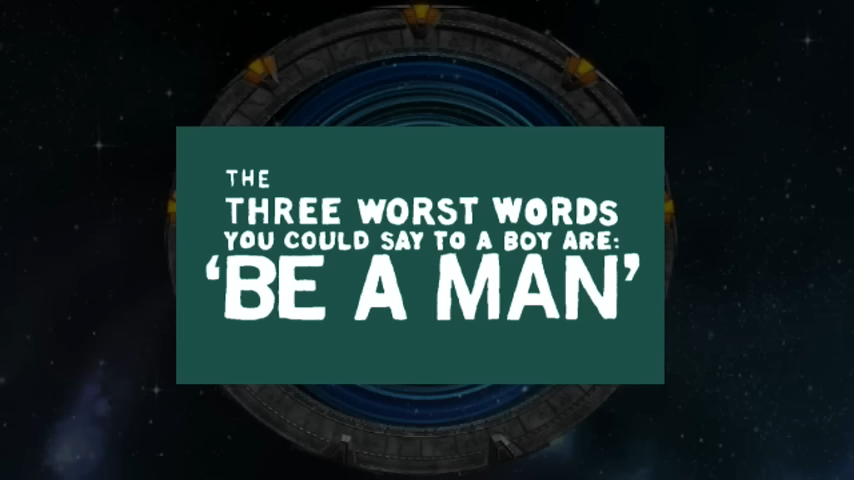 THE
THREE WORST WORDS
YOU COULD SAY TO A BOY ARE:
‘BE A MAN’